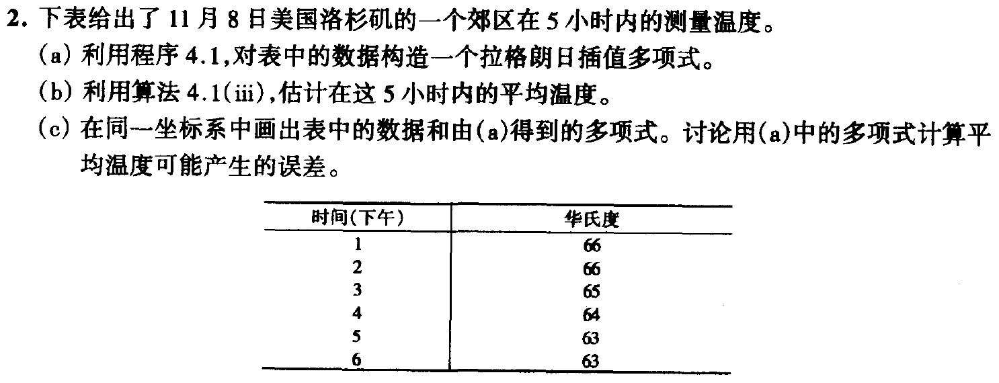 2. 下表给出了 11 月 8 日美国洛杉矶的一个郊区在 5 小时内的测量温度。
(a) 利用程序 4.1,对表中的数据构造一个拉格朗日插值多项式。
(b) 利用算法 4.1(iii),估计在这 5 小时内的平均温度。
(c) 在同一坐标系中画出表中的数据和由(a)得到的多项式。讨论用(a)中的多项式计算平
均温度可能产生的误差。
时间(下午) 华氏度
1 66
2 66
3 65
4 64
5 63
6 63